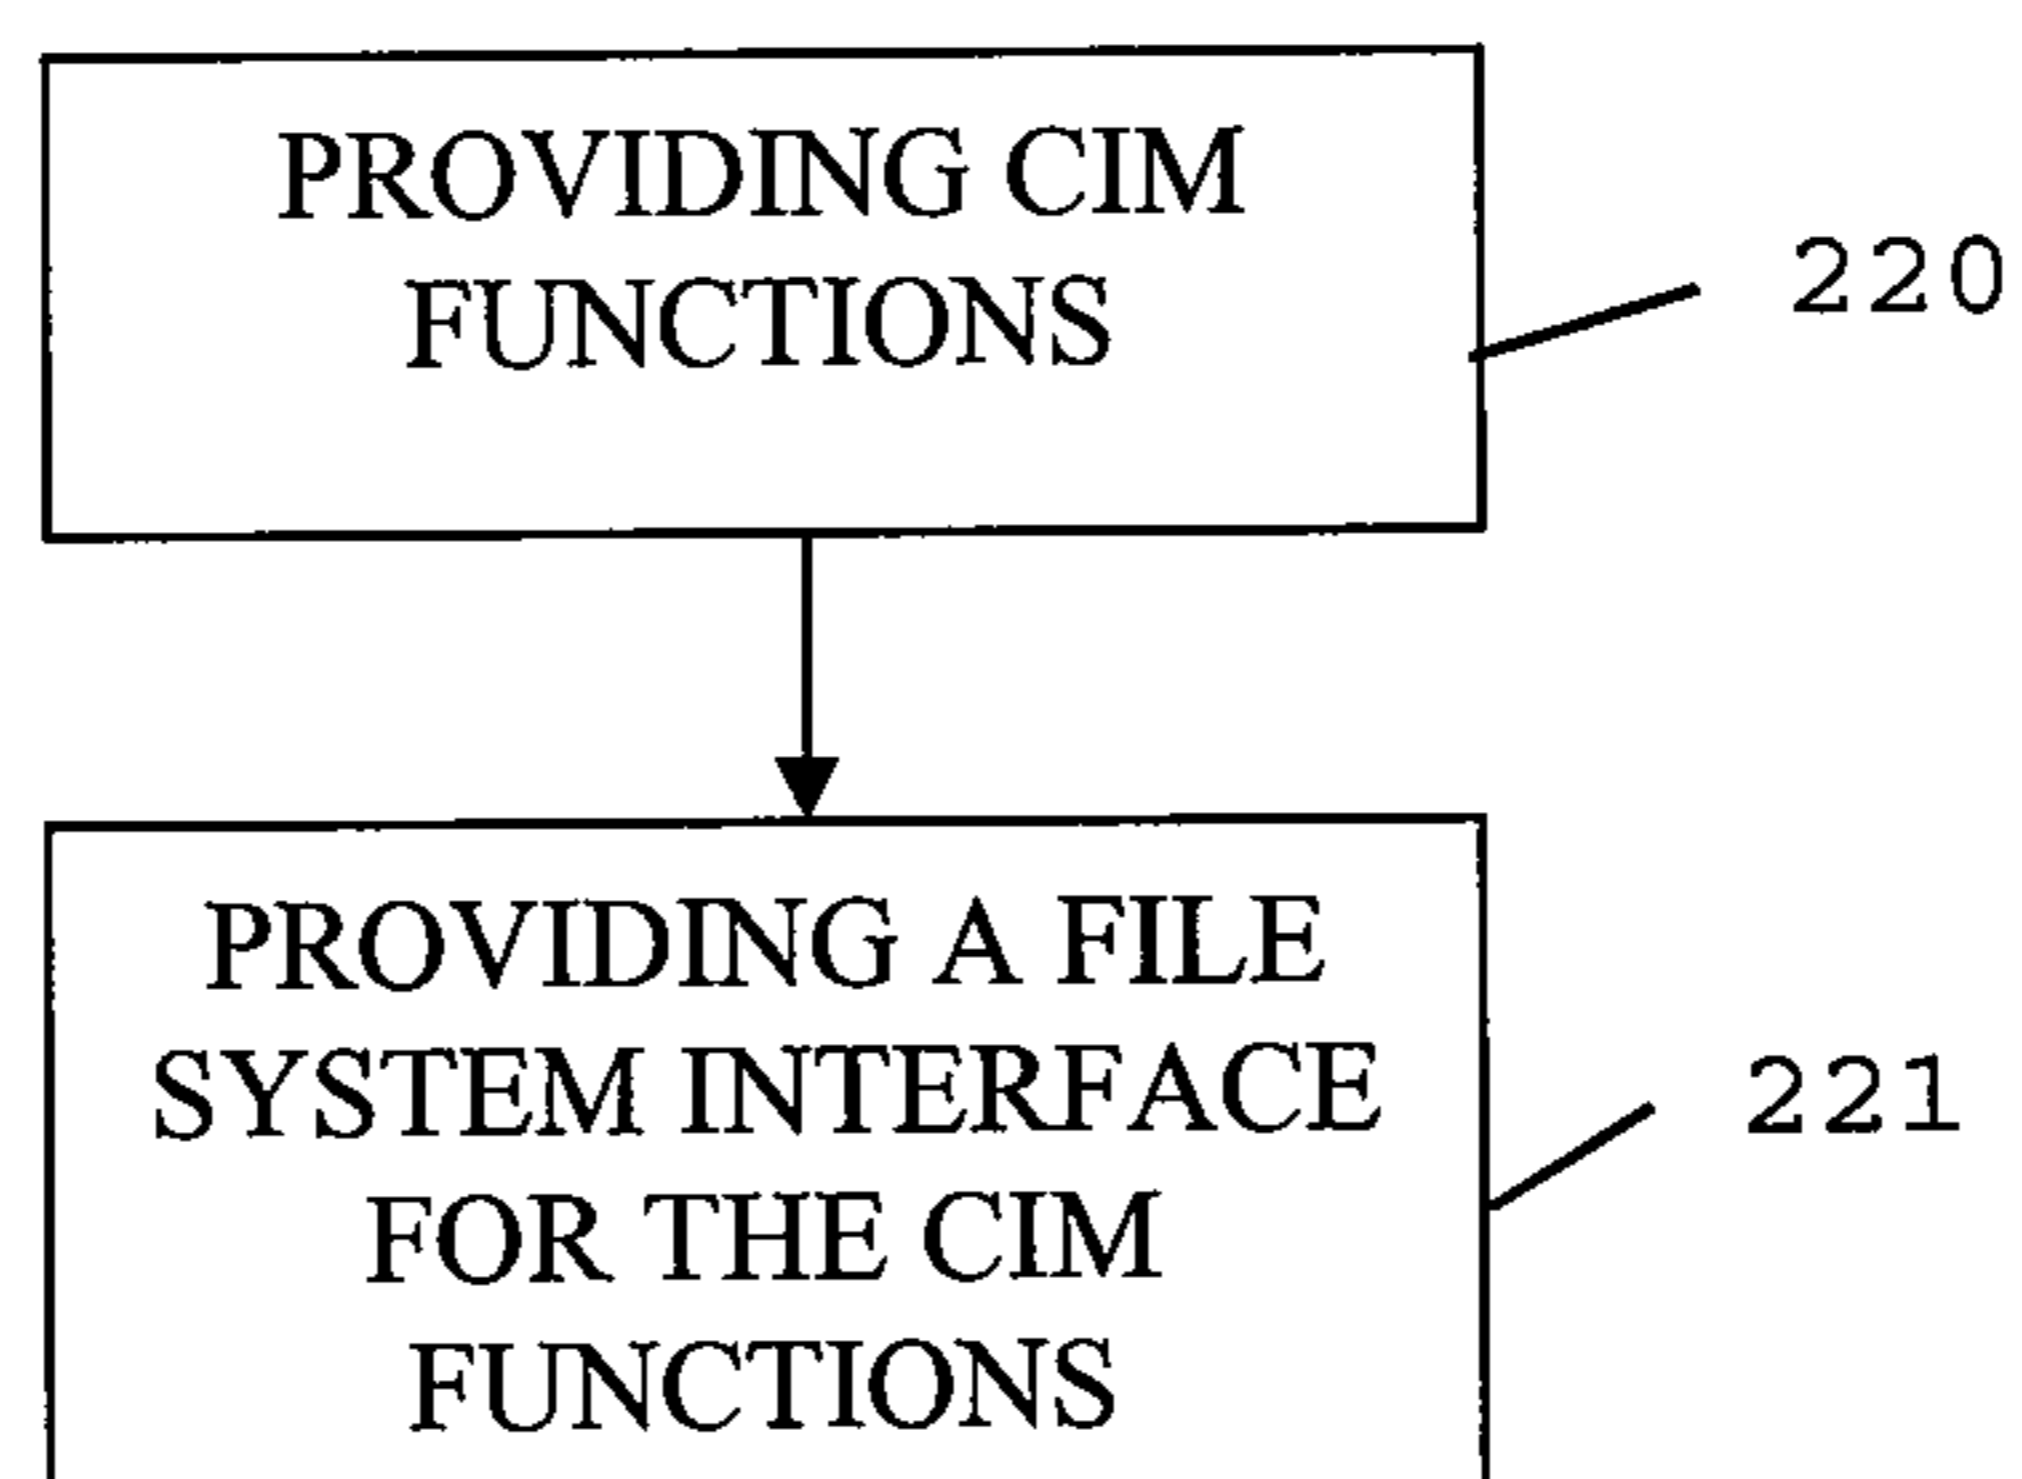 PROVIDING CIM
FUNCTIONS
220
PROVIDING A FILE
SYSTEM INTERFACE
FOR THE CIM
FUNCTIONS
221